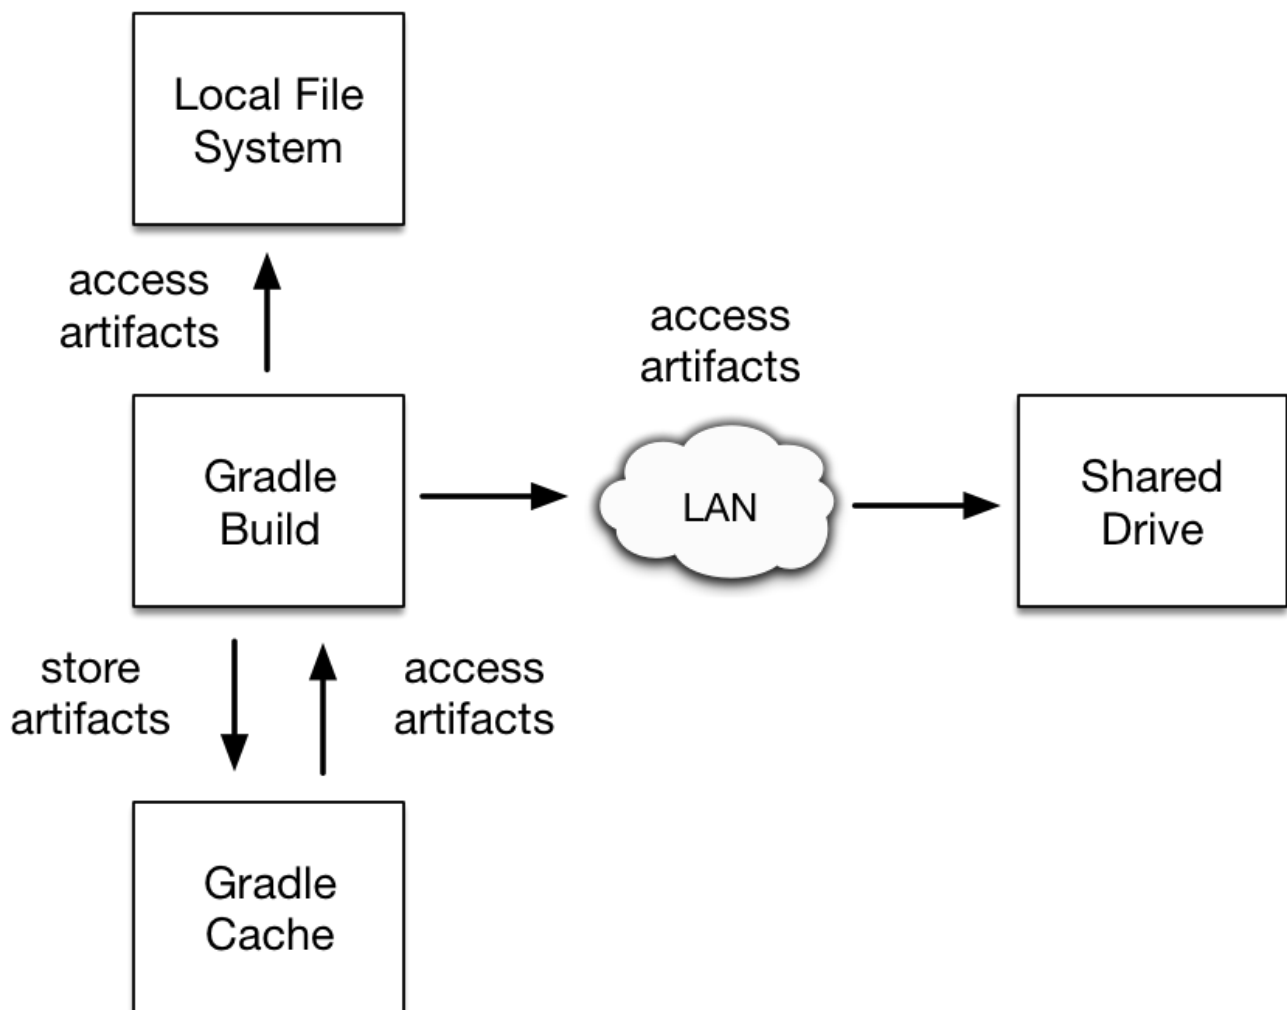 Local File
System
access
artifacts
access
artifacts
Gradle
Build
LAN
Shared
Drive
store
artifacts
access
artifacts
Gradle
Cache